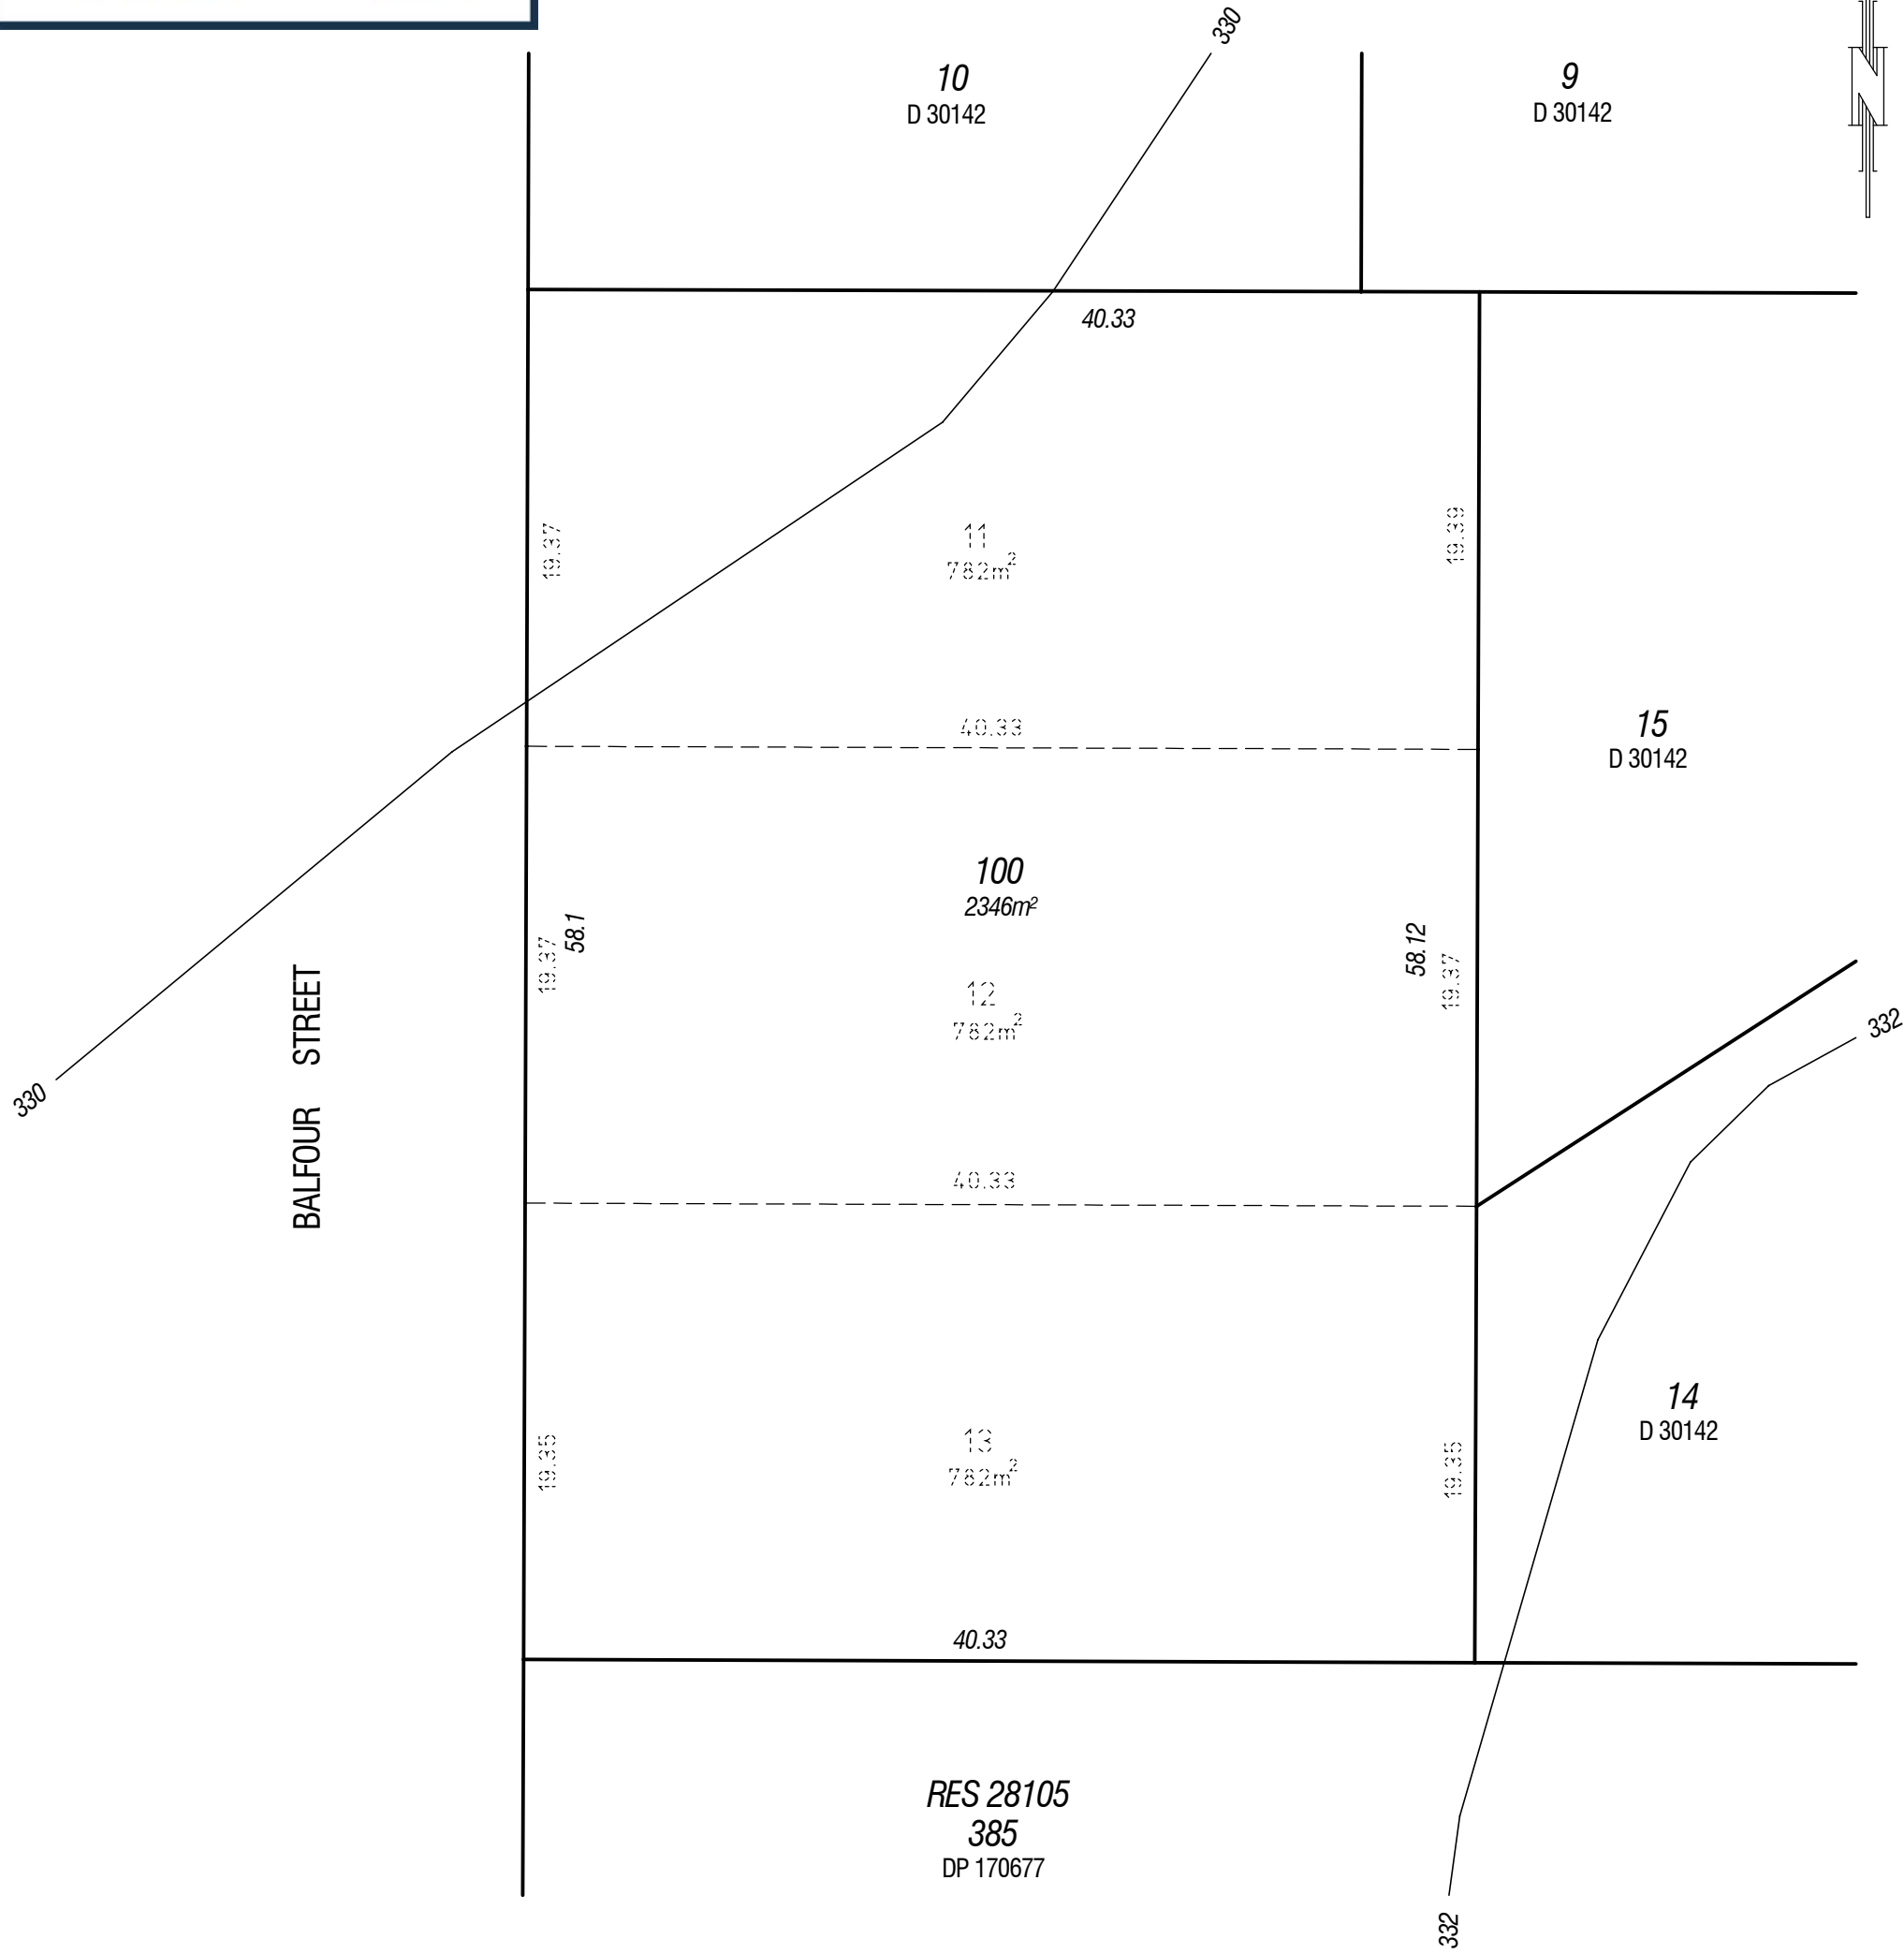 330
10
D 30142
9
D 30142
N
40.33
19.37
11
782m²
19.39
40.33
15
D 30142
100
2346m²
58.1
19.37
58.12
19.37
12
782m²
BALFOUR STREET
330
332
40.33
14
D 30142
19.35
13
782m²
19.35
40.33
RES 28105
385
DP 170677
332